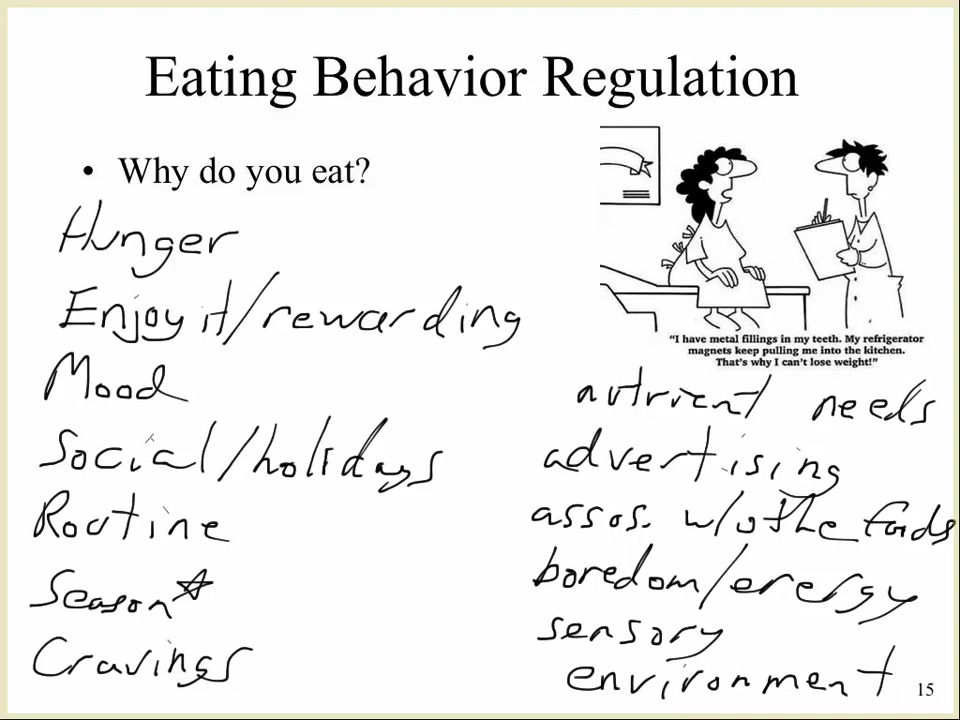 Eating Behavior Regulation
• Why do you eat?
Hunger
Enjoy it/rewarding
Mood
Social/holidays
Routine
Season☆
Cravings
"I have metal fillings in my teeth. My refrigerator
magnets keep pulling me into the kitchen.
That's why I can't lose weight!"
nutrient needs
advertising
assos. w/othe foods
boredom/energy
sensory
environment
15